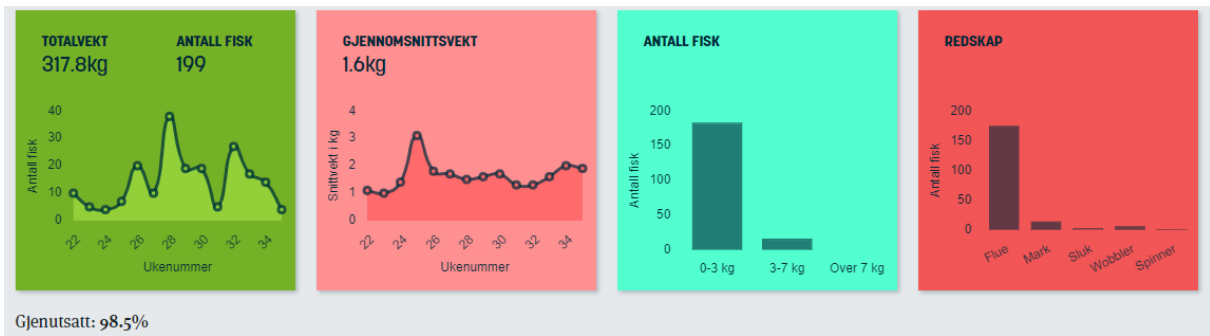 TOTALVEKT
317.8kg
ANTALL FISK
199
40
30
20
10
0
Antall fisk
22
24
26
28
30
32
34
Ukenummer
GJENNOMSNITTSVEKT
1.6kg
4
3
2
1
0
Snittvekt i kg
22
24
26
28
30
32
34
Ukenummer
ANTALL FISK
200
150
100
50
0
Antall fisk
0-3 kg
3-7 kg
Over 7 kg
REDSKAP
200
150
100
50
0
Antall fisk
Flue
Mark
Sluk
Wobbler
Spinner
Gjenutsatt: 98.5%